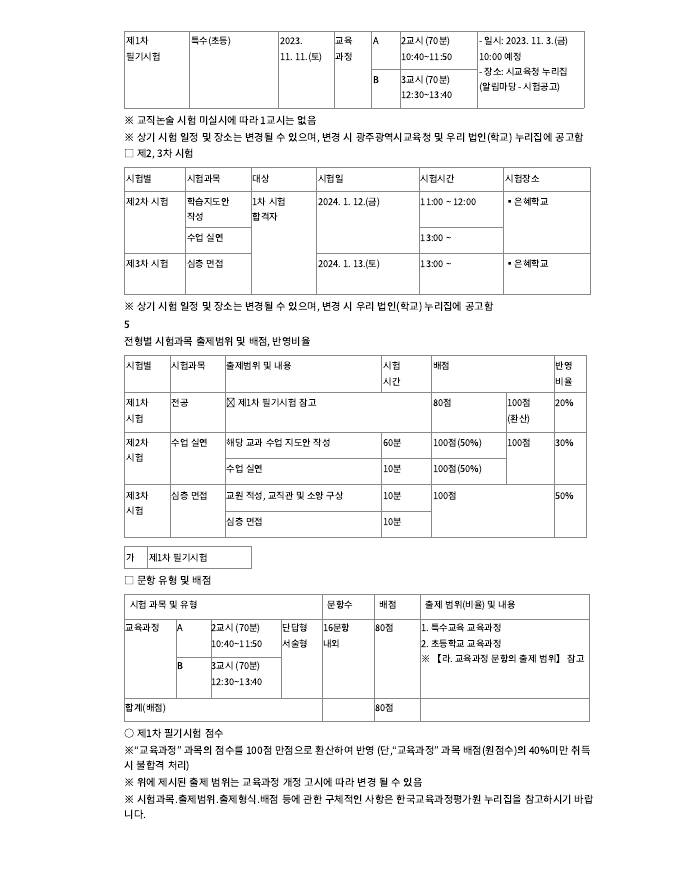 제1차 특수(초등) 2023. 교육 A 2교시 (70분) - 일시: 2023. 11. 3.(금)
필기시험 11. 11.(토) 과정 10:40~11:50 10:00 예정
B 3교시 (70분) - 장소: 시교육청 누리집
12:30~13:40 (알림마당 - 시험공고)
※ 교직논술 시험 미실시에 따라 1교시는 없음
※ 상기 시험 일정 및 장소는 변경될 수 있으며, 변경 시 광주광역시교육청 및 우리 법인(학교) 누리집에 공고함
□ 제2, 3차 시험
시험별 시험과목 대상 시험일 시험시간 시험장소
제2차 시험 학습지도안 1차 시험 2024. 1. 12.(금) 11:00 ~ 12:00 ▪은혜학교
작성 합격자
수업 실연 13:00 ~
제3차 시험 심층 면접 2024. 1. 13.(토) 13:00 ~ ▪은혜학교
※ 상기 시험 일정 및 장소는 변경될 수 있으며, 변경 시 우리 법인(학교) 누리집에 공고함
5
전형별 시험과목 출제범위 및 배점, 반영비율
시험별 시험과목 출제범위 및 내용 시험 배점 반영
시간 비율
제1차 전공 ☒ 제1차 필기시험 참고 80점 100점 20%
시험 (환산)
제2차 수업 실연 해당 교과 수업 지도안 작성 60분 100점(50%) 100점 30%
시험
수업 실연 10분 100점(50%)
제3차 심층 면접 교원 적성, 교직관 및 소양 구상 10분 100점 50%
시험
심층 면접 10분
가 제1차 필기시험
□ 문항 유형 및 배점
시험 과목 및 유형 문항수 배점 출제 범위(비율) 및 내용
교육과정 A 2교시 (70분) 단답형 16문항 80점 1. 특수교육 교육과정
10:40~11:50 서술형 내외 2. 초등학교 교육과정
B 3교시 (70분) ※ 【라. 교육과정 문항의 출제 범위】 참고
12:30~13:40
합계(배점) 80점
○ 제1차 필기시험 점수
※“교육과정” 과목의 점수를 100점 만점으로 환산하여 반영 (단,“교육과정” 과목 배점(원점수)의 40%미만 취득
시 불합격 처리)
※ 위에 제시된 출제 범위는 교육과정 개정 고시에 따라 변경 될 수 있음
※ 시험과목.출제범위.출제형식.배점 등에 관한 구체적인 사항은 한국교육과정평가원 누리집을 참고하시기 바랍
니다.